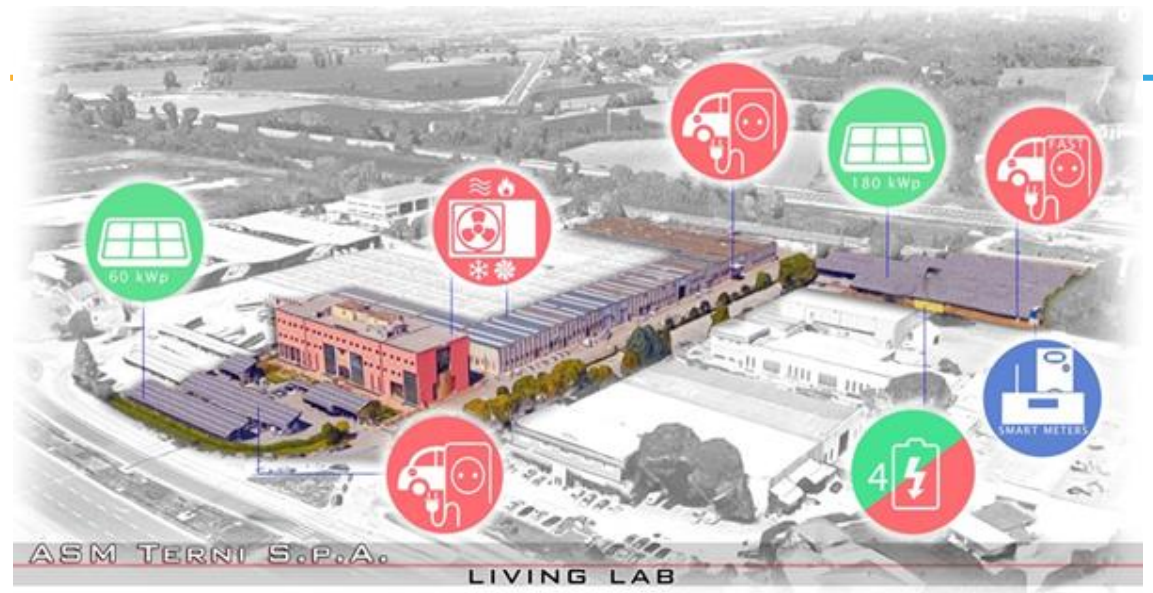 FAST
180 kWp
60 kWp
SMART METERS
4
ASM TERNI S.P.A.
LIVING LAB